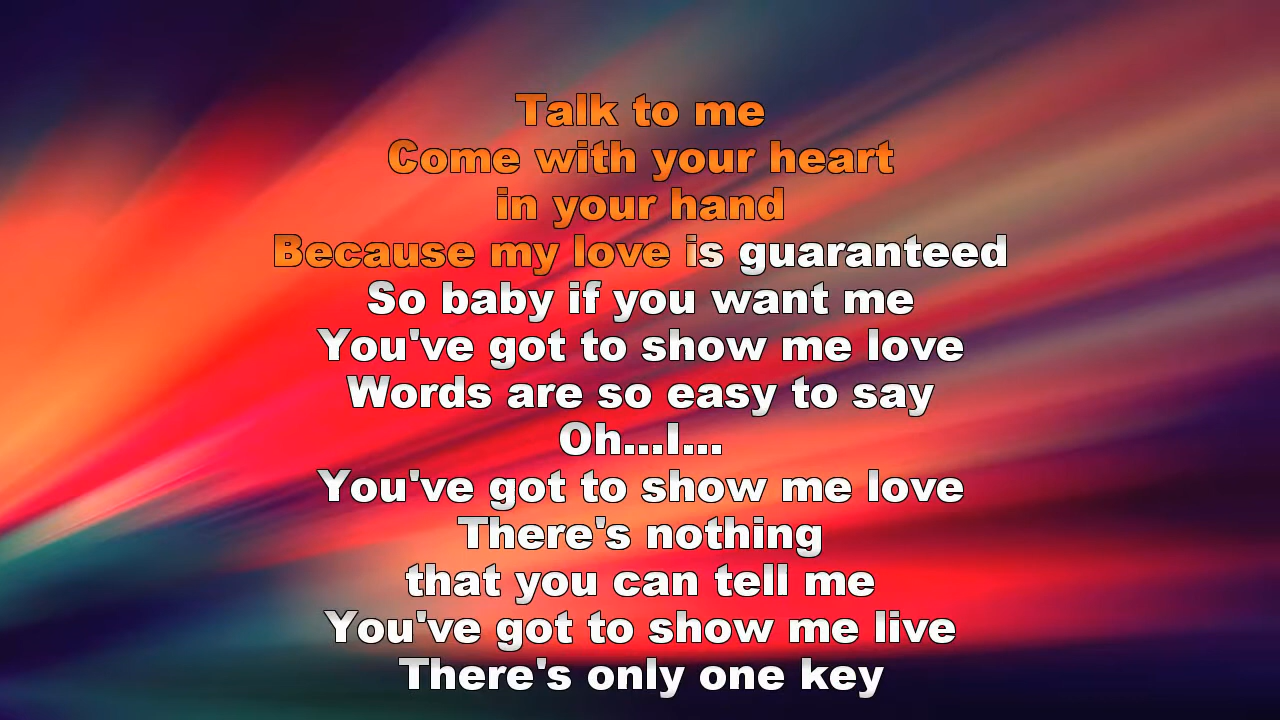 Talk to me
Come with your heart
in your hand
Because my love is guaranteed
So baby if you want me
You've got to show me love
Words are so easy to say
Oh...I...
You've got to show me love
There's nothing
that you can tell me
You've got to show me live
There's only one key